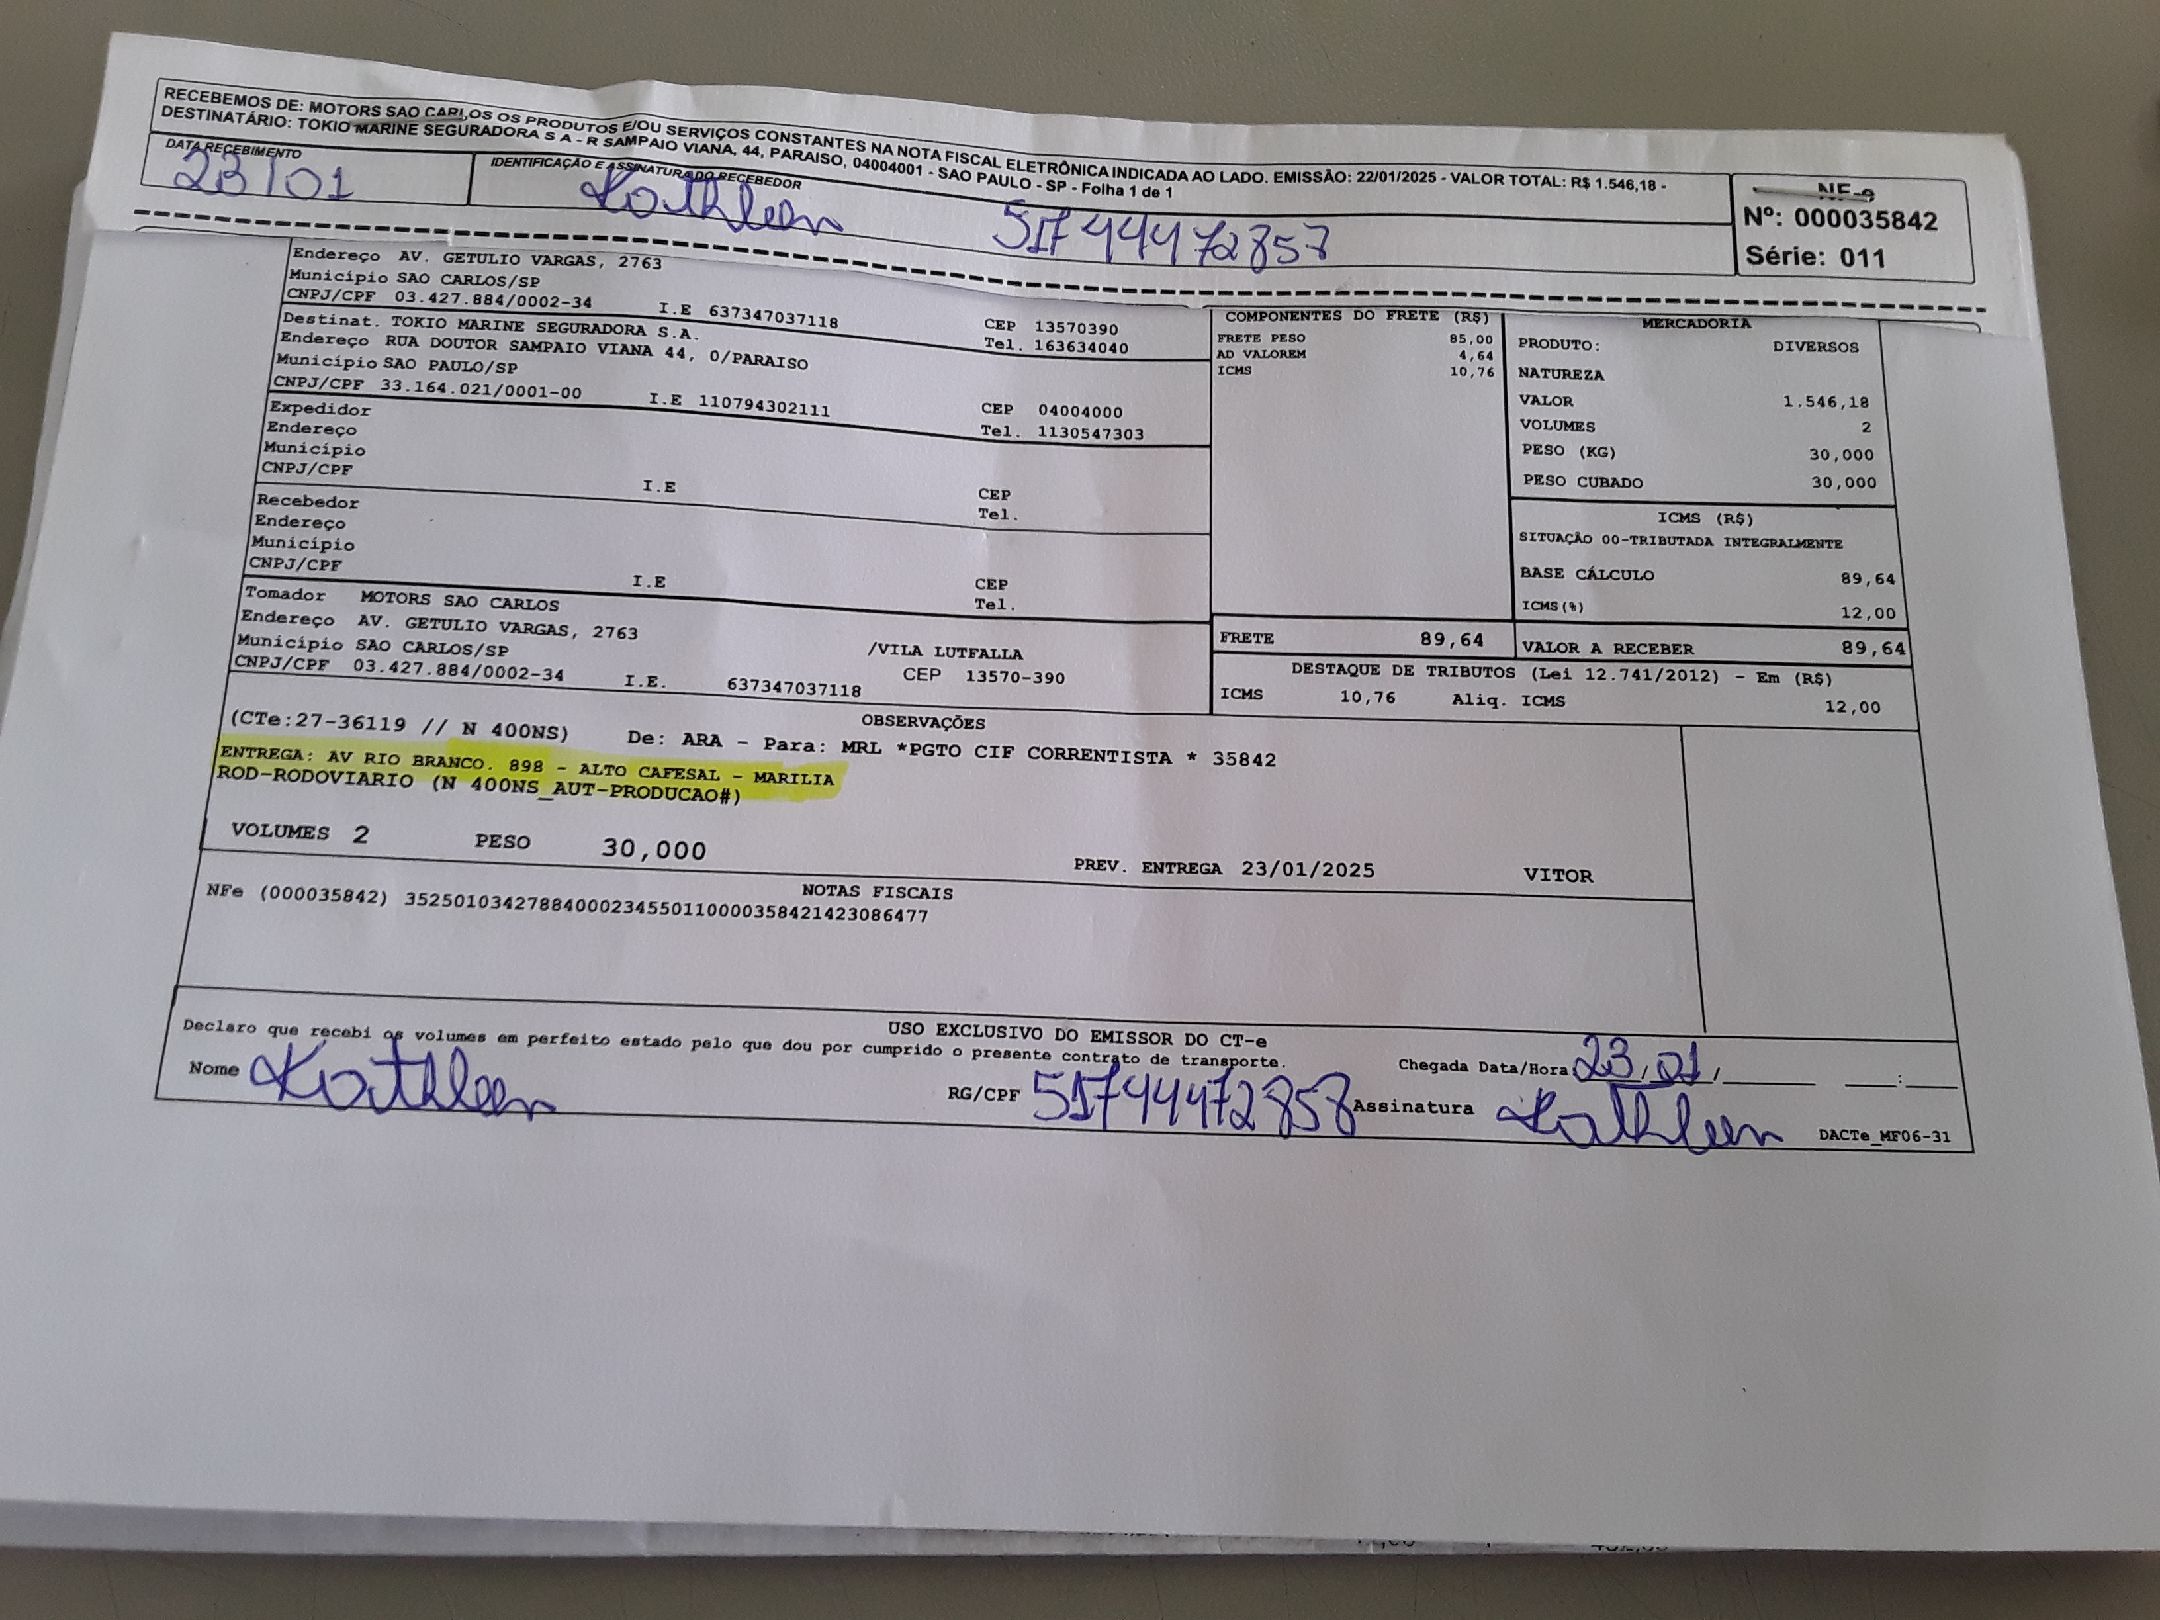 RECEBEMOS DE: MOTORS SAO CARLOS OS PRODUTOS E/OU SERVIÇOS CONSTANTES NA NOTA FISCAL ELETRÔNICA INDICADA AO LADO. EMISSÃO: 22/01/2025 - VALOR TOTAL: R$ 1.546,18 -
DESTINATÁRIO: TOKIO MARINE SEGURADORA S A - R SAMPAIO VIANA, 44, PARAISO, 04004001 - SAO PAULO - SP - Folha 1 de 1
DATA RECEBIMENTO
23/01
IDENTIFICAÇÃO E ASSINATURA DO RECEBEDOR
Kathleen 51744472857
NF-e
Nº: 000035842
Série: 011
Endereço AV. GETULIO VARGAS, 2763
Município SAO CARLOS/SP
CNPJ/CPF 03.427.884/0002-34 I.E 637347037118
CEP 13570390
Tel. 163634040
Destinat. TOKIO MARINE SEGURADORA S.A.
Endereço RUA DOUTOR SAMPAIO VIANA 44, 0/PARAISO
Município SAO PAULO/SP
CNPJ/CPF 33.164.021/0001-00 I.E 110794302111
CEP 04004000
Tel. 1130547303
Expedidor
Endereço
Município
CNPJ/CPF I.E
CEP
Tel.
Recebedor
Endereço
Município
CNPJ/CPF I.E
CEP
Tel.
Tomador MOTORS SAO CARLOS
Endereço AV. GETULIO VARGAS, 2763 /VILA LUTFALLA
Município SAO CARLOS/SP CEP 13570-390
CNPJ/CPF 03.427.884/0002-34 I.E. 637347037118
COMPONENTES DO FRETE (R$)
FRETE PESO 85,00
AD VALOREM 4,64
ICMS 10,76
FRETE 89,64
MERCADORIA
PRODUTO: DIVERSOS
NATUREZA
VALOR 1.546,18
VOLUMES 2
PESO (KG) 30,000
PESO CUBADO 30,000
ICMS (R$)
SITUAÇÃO 00-TRIBUTADA INTEGRALMENTE
BASE CÁLCULO 89,64
ICMS(%) 12,00
VALOR A RECEBER 89,64
DESTAQUE DE TRIBUTOS (Lei 12.741/2012) - Em (R$)
ICMS 10,76 Aliq. ICMS 12,00
OBSERVAÇÕES
(CTe:27-36119 // N 400NS) De: ARA - Para: MRL *PGTO CIF CORRENTISTA * 35842
ENTREGA: AV RIO BRANCO. 898 - ALTO CAFESAL - MARILIA
ROD-RODOVIARIO (N 400NS_AUT-PRODUCAO#)
VOLUMES 2 PESO 30,000 PREV. ENTREGA 23/01/2025 VITOR
NOTAS FISCAIS
NFe (000035842) 35250103427884000234550110000358421423086477
USO EXCLUSIVO DO EMISSOR DO CT-e
Declaro que recebi os volumes em perfeito estado pelo que dou por cumprido o presente contrato de transporte.
Nome Kathleen RG/CPF 51744472858 Chegada Data/Hora 23/01/ :
Assinatura Kathleen
DACTe_MF06-31